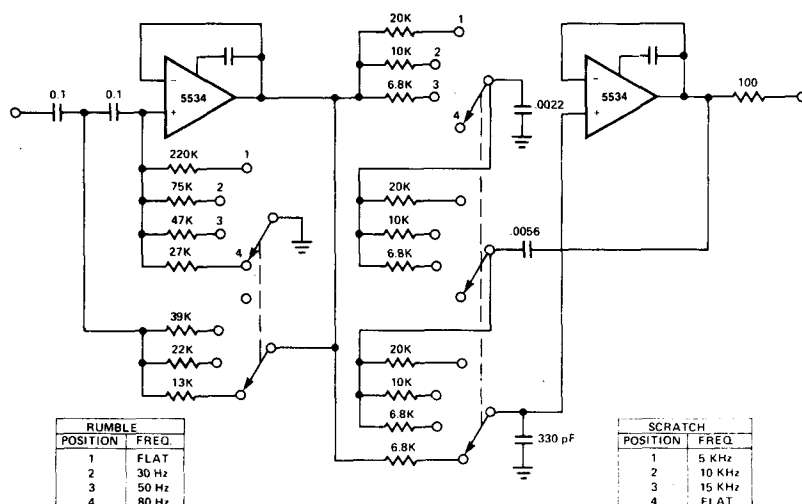 0.1
0.1
−
5534
+
20K 1
10K 2
6.8K 3
4
.0022
−
5534
+
100
220K 1
75K 2
47K 3
27K 4
39K
22K
13K
20K
10K
6.8K
.0056
20K
10K
6.8K
6.8K
330 pF
RUMBLE
POSITION FREQ.
1 FLAT
2 30 Hz
3 50 Hz
4 80 Hz
SCRATCH
POSITION FREQ.
1 5 KHz
2 10 KHz
3 15 KHz
4 FLAT